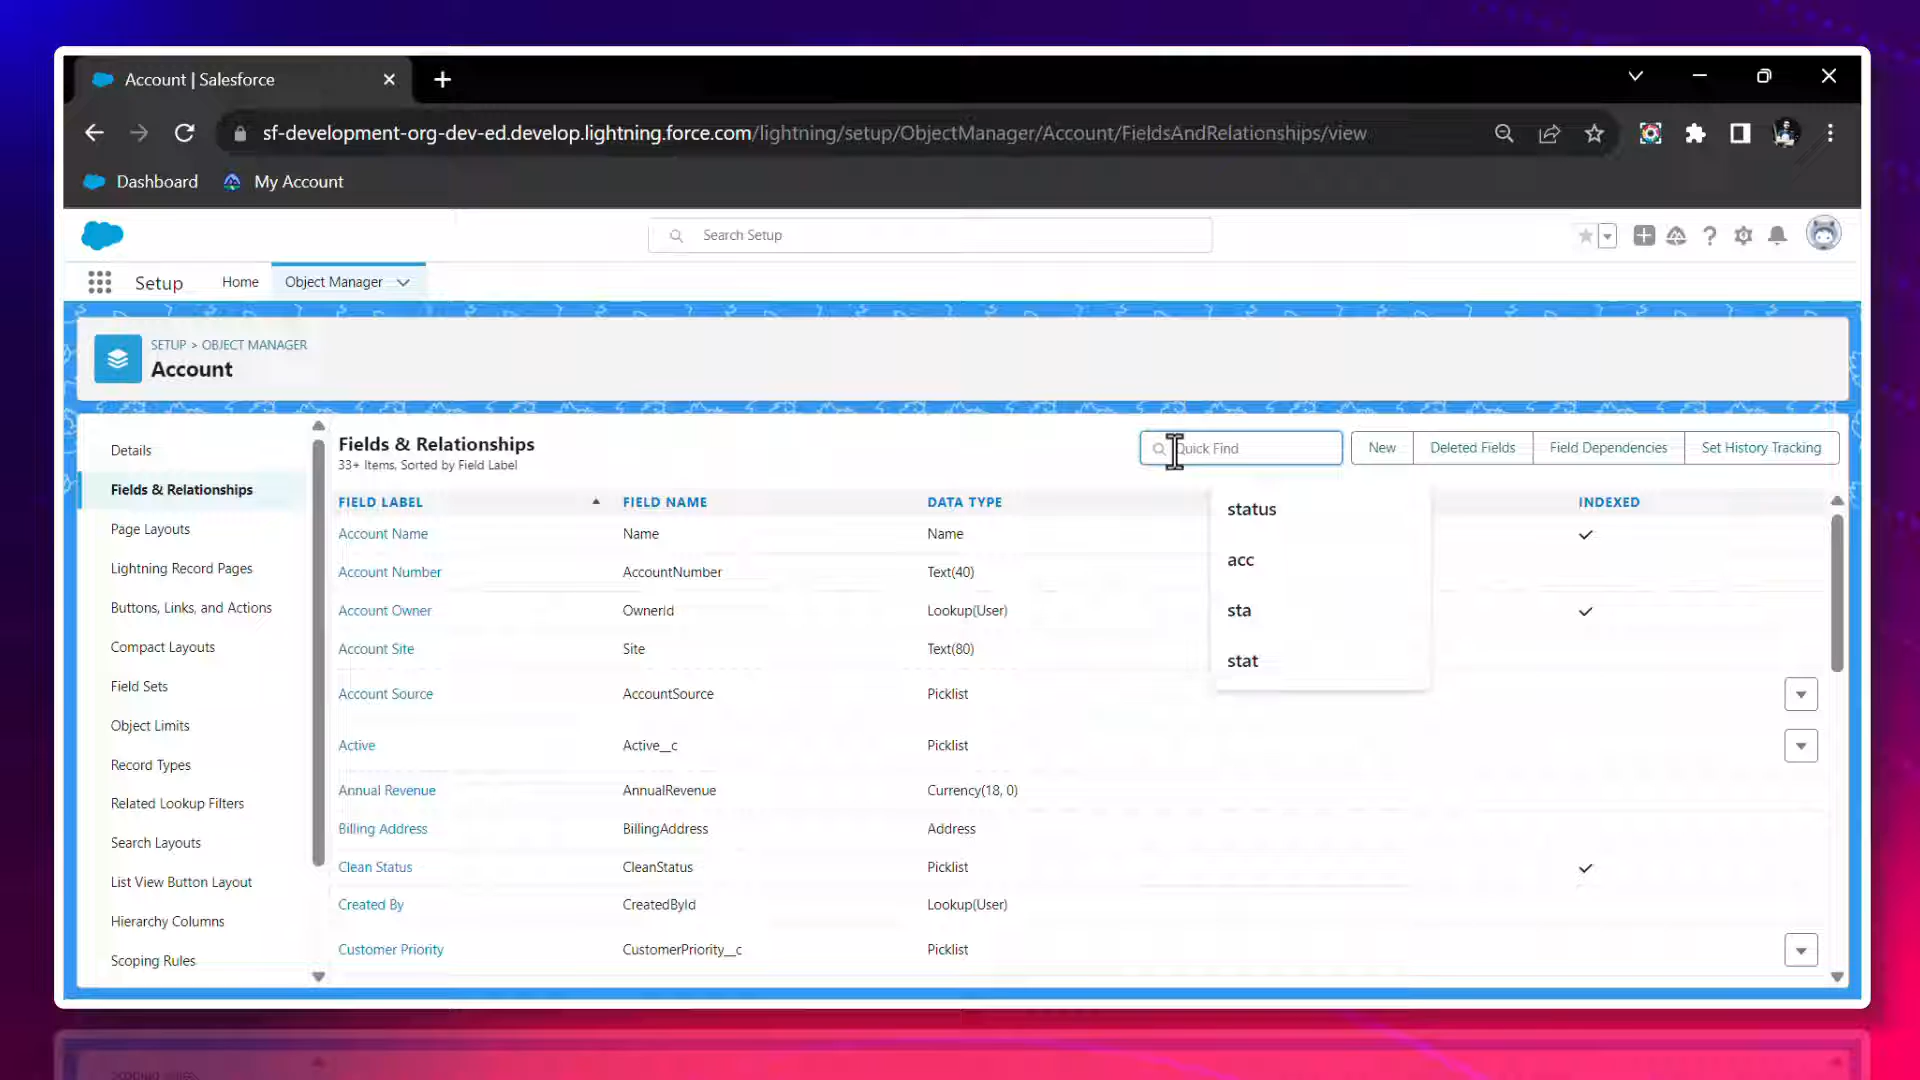 Account | Salesforce
sf-development-org-dev-ed.develop.lightning.force.com/lightning/setup/ObjectManager/Account/FieldsAndRelationships/view
Dashboard My Account
Search Setup
Setup Home Object Manager
SETUP > OBJECT MANAGER
Account
Details
Fields & Relationships
Page Layouts
Lightning Record Pages
Buttons, Links, and Actions
Compact Layouts
Field Sets
Object Limits
Record Types
Related Lookup Filters
Search Layouts
List View Button Layout
Hierarchy Columns
Scoping Rules
Fields & Relationships
33+ Items, Sorted by Field Label
Quick Find
New Deleted Fields Field Dependencies Set History Tracking
FIELD LABEL FIELD NAME DATA TYPE INDEXED
Account Name Name Name
Account Number AccountNumber Text(40)
Account Owner OwnerId Lookup(User)
Account Site Site Text(80)
Account Source AccountSource Picklist
Active Active__c Picklist
Annual Revenue AnnualRevenue Currency(18, 0)
Billing Address BillingAddress Address
Clean Status CleanStatus Picklist
Created By CreatedById Lookup(User)
Customer Priority CustomerPriority__c Picklist
status
acc
sta
stat